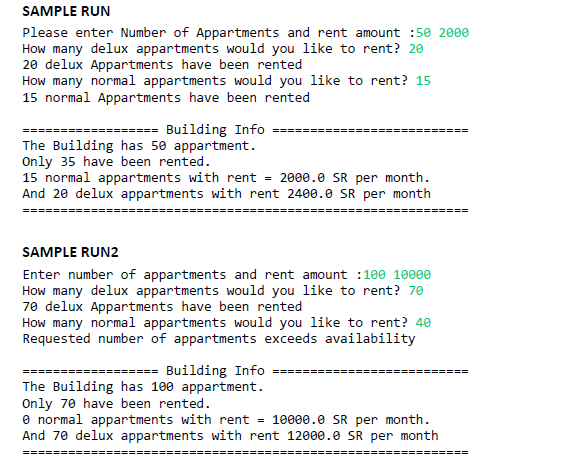 SAMPLE RUN
Please enter Number of Appartments and rent amount :50 2000
How many delux appartments would you like to rent? 20
20 delux Appartments have been rented
How many normal appartments would you like to rent? 15
15 normal Appartments have been rented
================== Building Info ==========================
The Building has 50 appartment.
Only 35 have been rented.
15 normal appartments with rent = 2000.0 SR per month.
And 20 delux appartments with rent 2400.0 SR per month
===========================================================
SAMPLE RUN2
Enter number of appartments and rent amount :100 10000
How many delux appartments would you like to rent? 70
70 delux Appartments have been rented
How many normal appartments would you like to rent? 40
Requested number of appartments exceeds availability
================== Building Info ==========================
The Building has 100 appartment.
Only 70 have been rented.
0 normal appartments with rent = 10000.0 SR per month.
And 70 delux appartments with rent 12000.0 SR per month
===========================================================